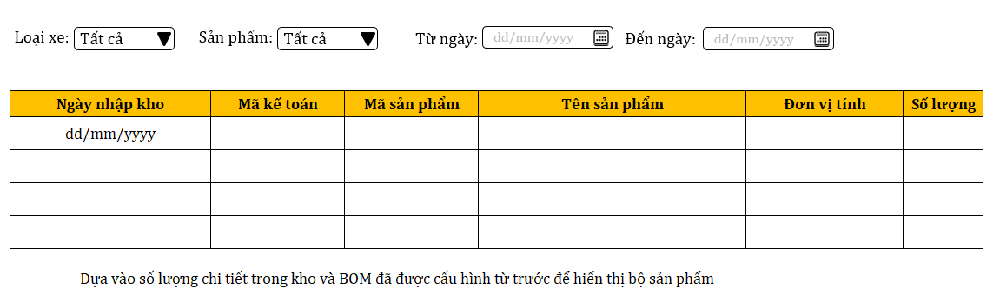 Loại xe: Tất cả Sản phẩm: Tất cả Từ ngày: dd/mm/yyyy Đến ngày: dd/mm/yyyy
Ngày nhập kho Mã kế toán Mã sản phẩm Tên sản phẩm Đơn vị tính Số lượng
dd/mm/yyyy
Dựa vào số lượng chi tiết trong kho và BOM đã được cấu hình từ trước để hiển thị bộ sản phẩm